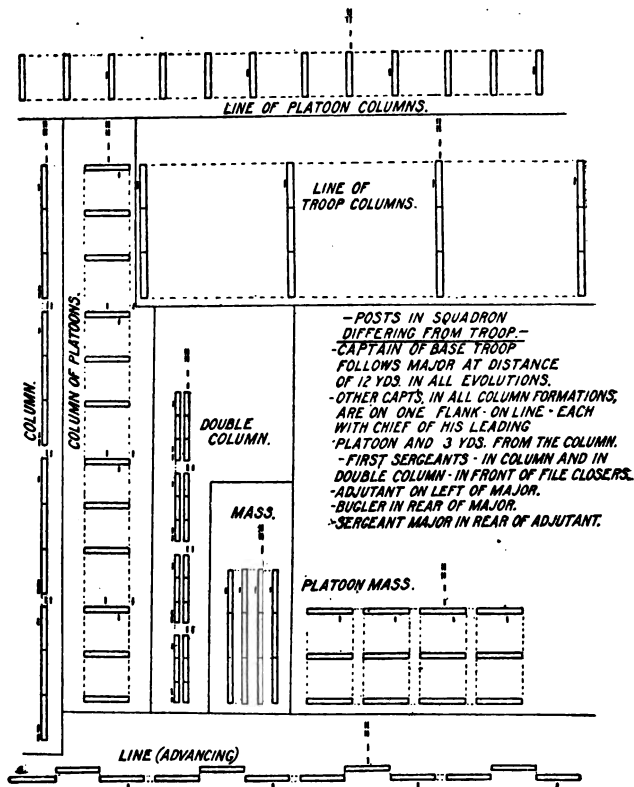 LINE OF PLATOON COLUMNS.
LINE OF
TROOP COLUMNS.
COLUMN.
COLUMN OF PLATOONS.
DOUBLE
COLUMN.
MASS.
-POSTS IN SQUADRON
DIFFERING FROM TROOP.-
-CAPTAIN OF BASE TROOP
FOLLOWS MAJOR AT DISTANCE
OF 12 YDS. IN ALL EVOLUTIONS.
-OTHER CAPTS. IN ALL COLUMN FORMATIONS,
ARE ON ONE FLANK - ON LINE - EACH
WITH CHIEF OF HIS LEADING
PLATOON AND 3 YDS. FROM THE COLUMN.
-FIRST SERGEANTS - IN COLUMN AND IN
DOUBLE COLUMN - IN FRONT OF FILE CLOSERS.
-ADJUTANT ON LEFT OF MAJOR.
-BUGLER IN REAR OF MAJOR.
-SERGEANT MAJOR IN REAR OF ADJUTANT.
PLATOON MASS.
LINE (ADVANCING)